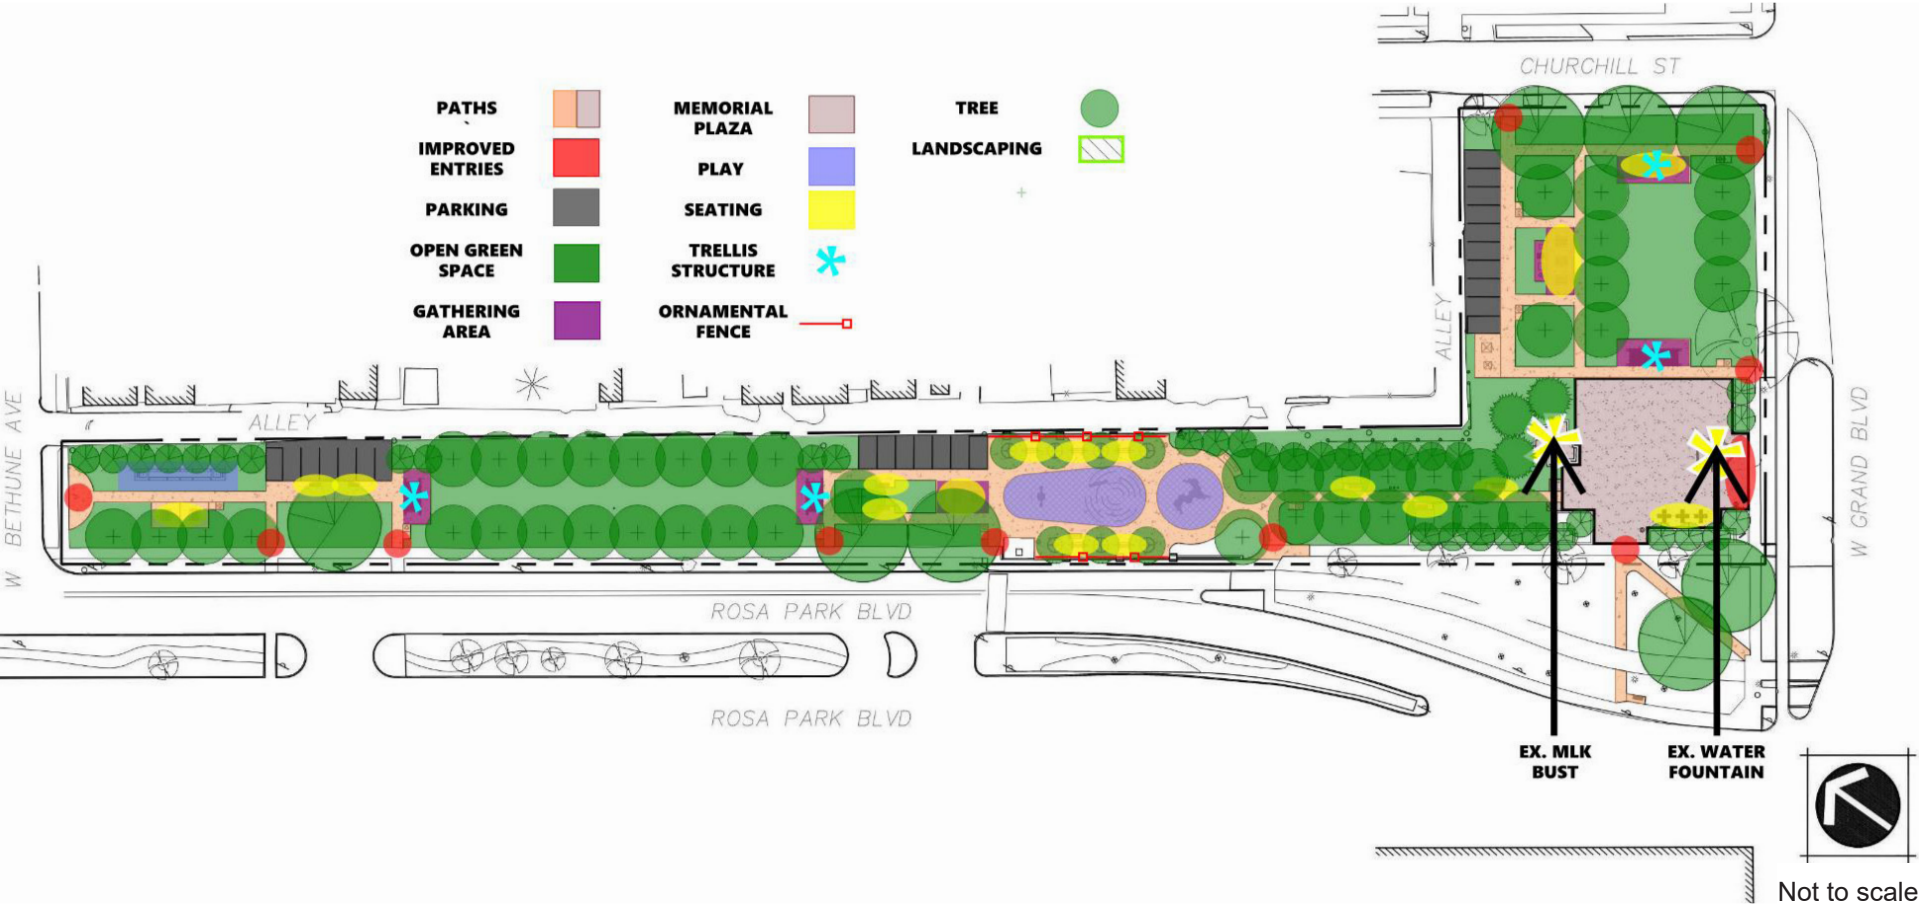 CHURCHILL ST
PATHS
IMPROVED
ENTRIES
PARKING
OPEN GREEN
SPACE
GATHERING
AREA
MEMORIAL
PLAZA
PLAY
SEATING
TRELLIS
STRUCTURE
ORNAMENTAL
FENCE
TREE
LANDSCAPING
ALLEY
ALLEY
W BETHUNE AVE
W GRAND BLVD
ROSA PARK BLVD
ROSA PARK BLVD
EX. MLK
BUST
EX. WATER
FOUNTAIN
Not to scale